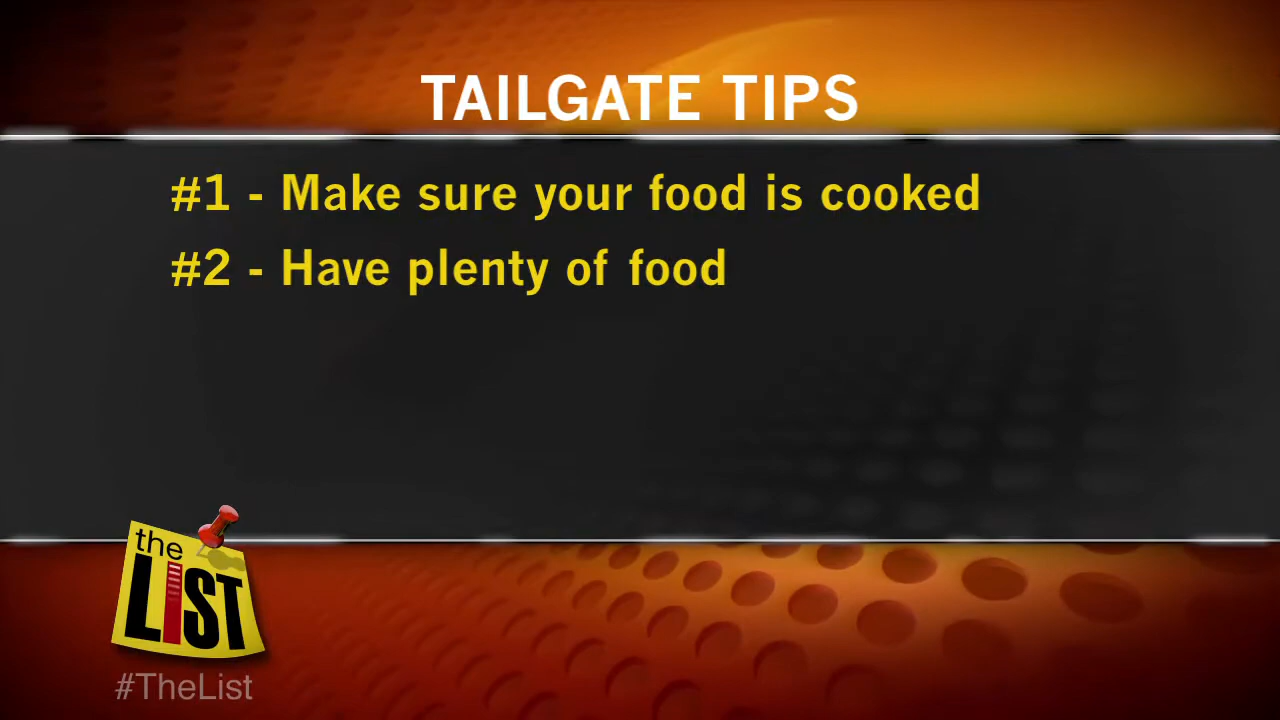 TAILGATE TIPS
#1 - Make sure your food is cooked
#2 - Have plenty of food
the
LIST
#TheList